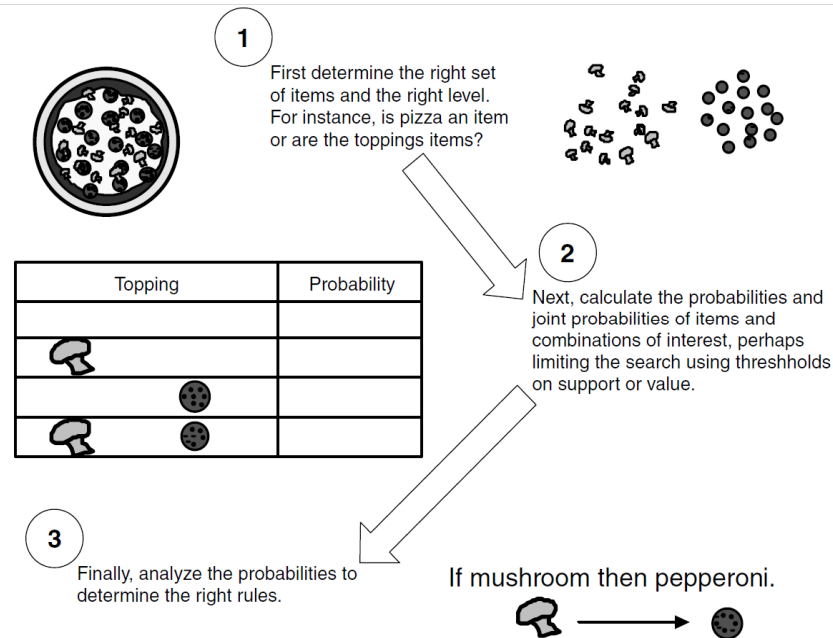 1
First determine the right set
of items and the right level.
For instance, is pizza an item
or are the toppings items?
2
Next, calculate the probabilities and
joint probabilities of items and
combinations of interest, perhaps
limiting the search using threshholds
on support or value.
Topping Probability
3
Finally, analyze the probabilities to
determine the right rules.
If mushroom then pepperoni.